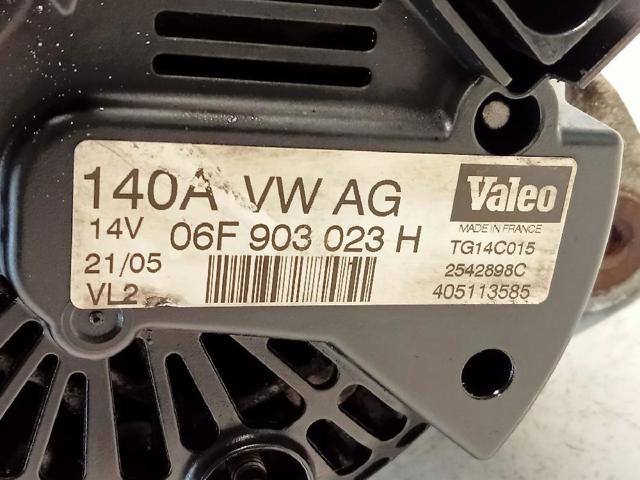 140A VW AG
14V 06F 903 023 H
21/05
VL2
Valeo
MADE IN FRANCE
TG14C015
2542898C
405113585